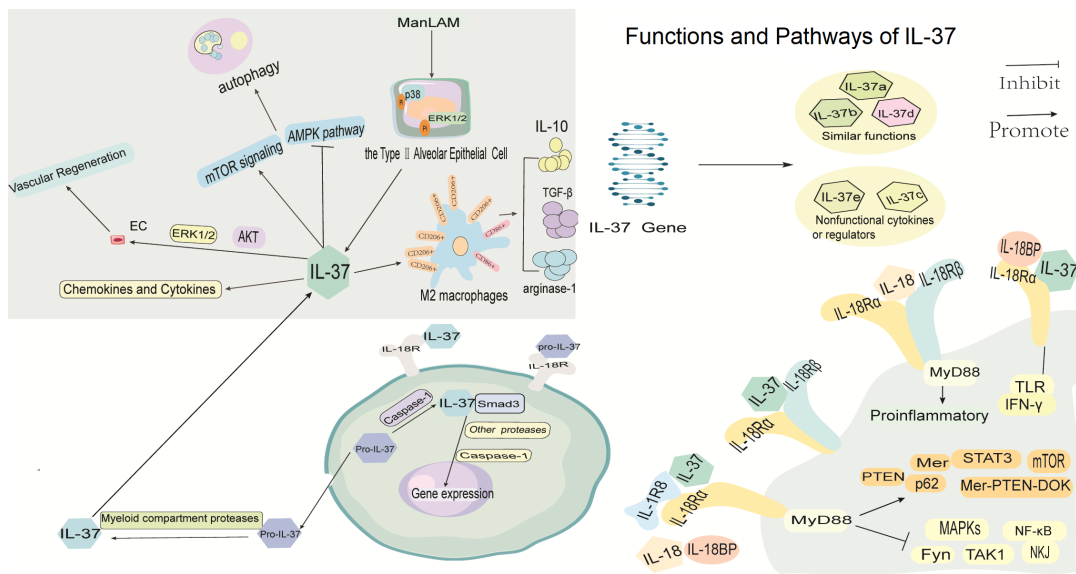 Functions and Pathways of IL-37
ManLAM
p38
R
ERK1/2
R
the Type Ⅱ Alveolar Epithelial Cell
autophagy
mTOR signaling
AMPK pathway
Vascular Regeneration
EC
ERK1/2
AKT
IL-37
Chemokines and Cytokines
CD206+
CD206+
CD206+
CD206+
CD206+
CD206+
CD86+
CD86+
M2 macrophages
IL-10
TGF-β
arginase-1
IL-37 Gene
IL-37a
IL-37b
IL-37d
Similar functions
IL-37e
IL-37c
Nonfunctional cytokines
or regulators
Inhibit
Promote
IL-18R
IL-37
pro-IL-37
IL-18R
Caspase-1
IL-37
Smad3
Other proteases
Pro-IL-37
Caspase-1
Gene expression
IL-37
Myeloid compartment proteases
Pro-IL-37
IL-18BP
IL-18Rα
IL-37
IL-18Rα
IL-18
IL-18Rβ
MyD88
Proinflammatory
TLR
IFN-γ
IL-37
IL-18Rβ
IL-18Rα
IL-1R8
IL-37
IL-18Rα
IL-18
IL-18BP
MyD88
PTEN
Mer
STAT3
mTOR
p62
Mer-PTEN-DOK
MAPKs
NF-κB
Fyn
TAK1
NKJ